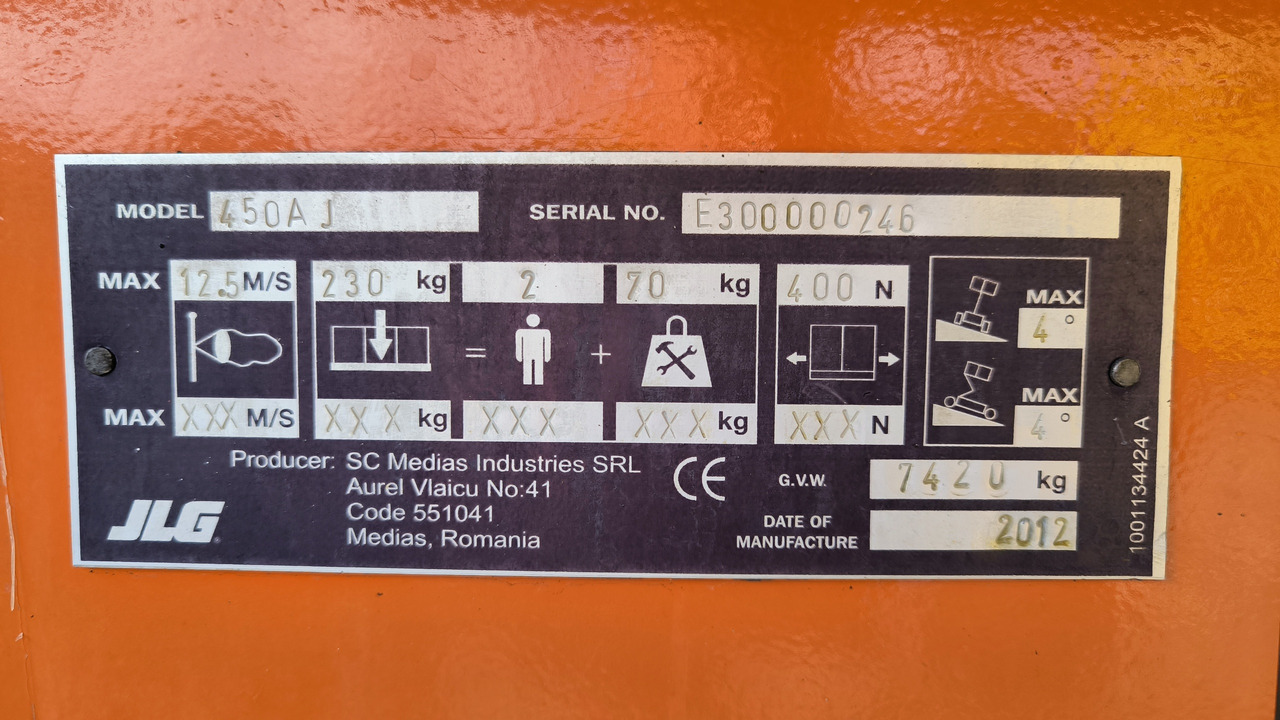 MODEL 450AJ SERIAL NO. E300000246
MAX 12.5 M/S 230 kg 2 70 kg 400 N
MAX 4°
= +
MAX 4°
MAX XXX M/S XXX kg XXX XXX kg XXX N
Producer: SC Medias Industries SRL
Aurel Vlaicu No:41
Code 551041
Medias, Romania
CE
G.V.W. 7420 kg
DATE OF MANUFACTURE 2012
JLG
1001134424 A